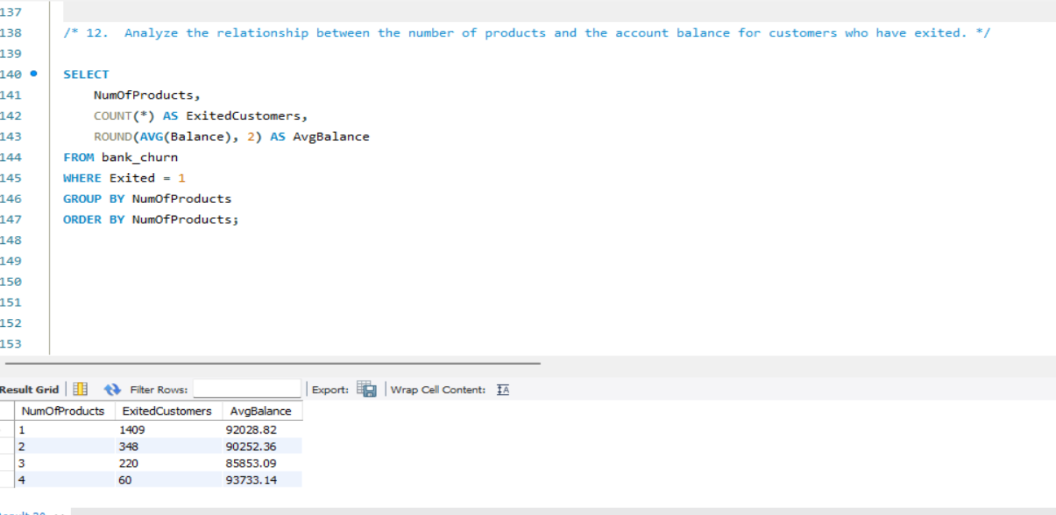 137
138 /* 12.  Analyze the relationship between the number of products and the account balance for customers who have exited. */
139
140 SELECT
141 NumOfProducts,
142 COUNT(*) AS ExitedCustomers,
143 ROUND(AVG(Balance), 2) AS AvgBalance
144 FROM bank_churn
145 WHERE Exited = 1
146 GROUP BY NumOfProducts
147 ORDER BY NumOfProducts;
148
149
150
151
152
153
Result Grid Filter Rows: Export: Wrap Cell Content:
NumOfProducts ExitedCustomers AvgBalance
1 1409 92028.82
2 348 90252.36
3 220 85853.09
4 60 93733.14